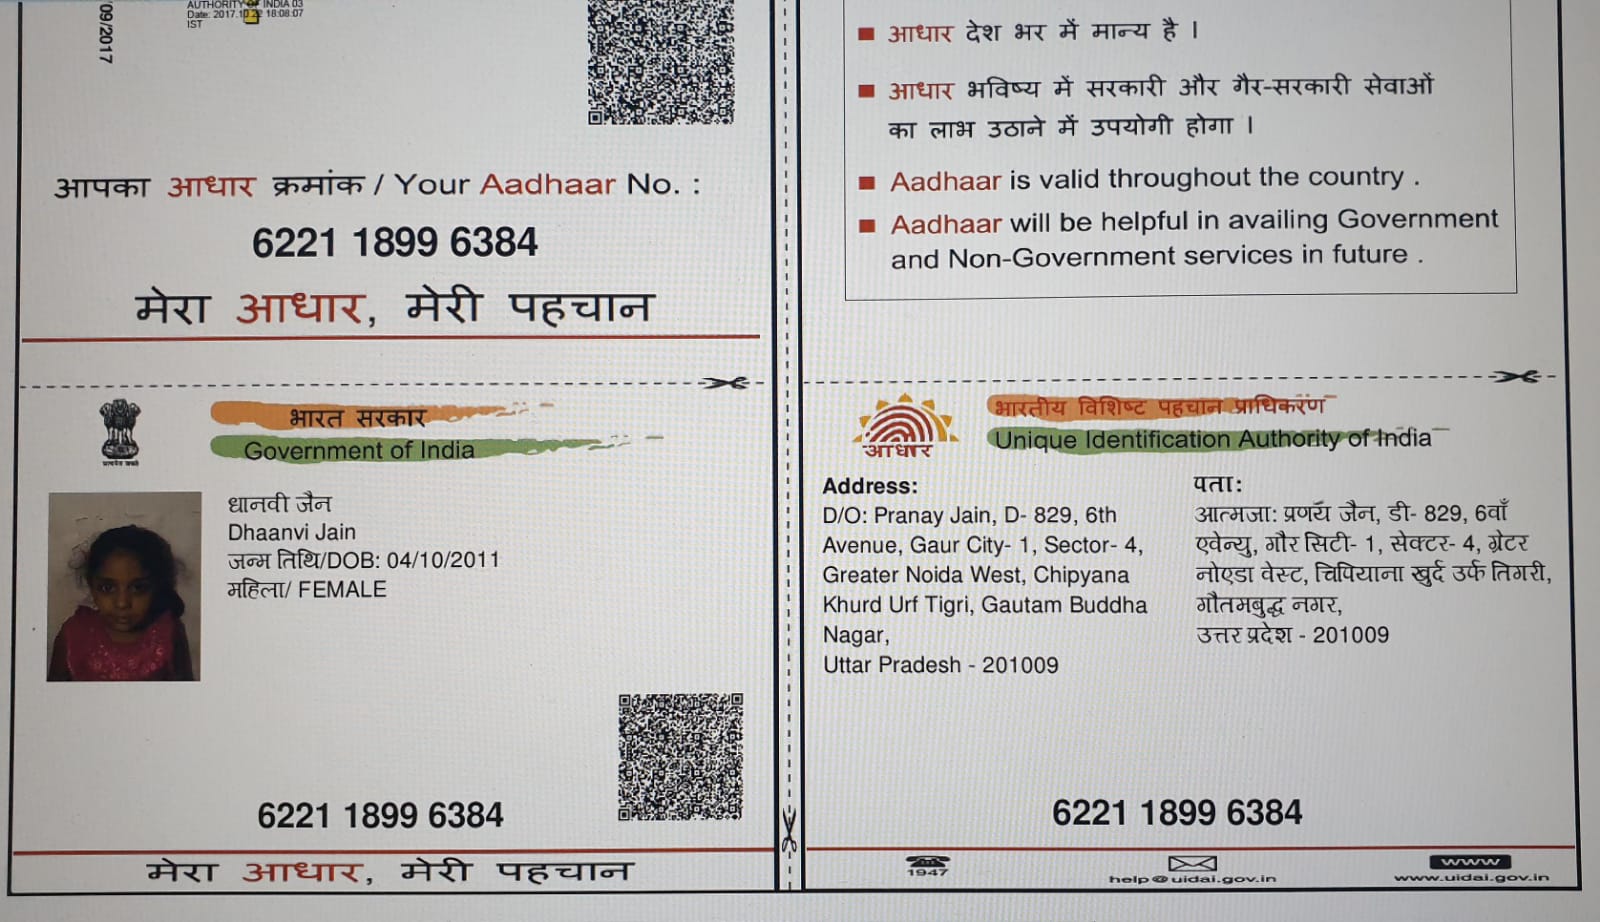 /09/2017
AUTHORITY OF INDIA 03
Date: 2017.10.22 18:08:07
IST
आपका आधार क्रमांक / Your Aadhaar No. :
6221 1899 6384
मेरा आधार, मेरी पहचान
■ आधार देश भर में मान्य है ।
■ आधार भविष्य में सरकारी और गैर-सरकारी सेवाओं
का लाभ उठाने में उपयोगी होगा ।
■ Aadhaar is valid throughout the country .
■ Aadhaar will be helpful in availing Government
and Non-Government services in future .
भारत सरकार
Government of India
धानवी जैन
Dhaanvi Jain
जन्म तिथि/DOB: 04/10/2011
महिला/ FEMALE
6221 1899 6384
मेरा आधार, मेरी पहचान
आधार
भारतीय विशिष्ट पहचान प्राधिकरण
Unique Identification Authority of India
Address:
D/O: Pranay Jain, D- 829, 6th
Avenue, Gaur City- 1, Sector- 4,
Greater Noida West, Chipyana
Khurd Urf Tigri, Gautam Buddha
Nagar,
Uttar Pradesh - 201009
पता:
आत्मजा: प्रणयँ जैन, डी- 829, 6वाँ
एवेन्यु, गौर सिटी- 1, सेक्टर- 4, ग्रेटर
नोएडा वेस्ट, चिपियाना खुर्द उर्फ तिगरी,
गौतमबुद्ध नगर,
उत्तर प्रदेश - 201009
6221 1899 6384
1947
help@uidai.gov.in
www
www.uidai.gov.in